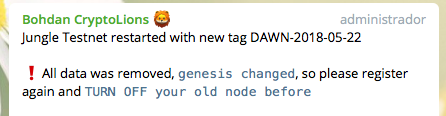 Bohdan CryptoLions 🦁 administrador
Jungle Testnet restarted with new tag DAWN-2018-05-22
❗ All data was removed, genesis changed, so please register
again and TURN OFF your old node before